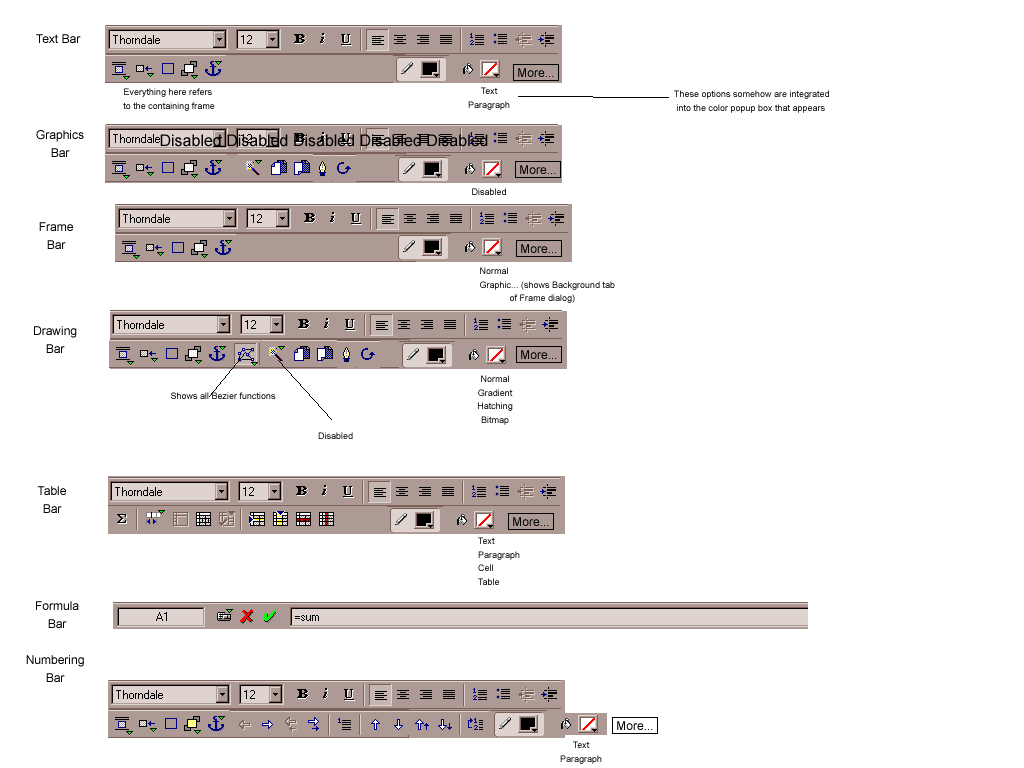 Text Bar
Thorndale 12 B i U
More...
Everything here refers
to the containing frame
Text
Paragraph
These options somehow are integrated
into the color popup box that appears
Graphics
Bar
Thorndale 12 B i U
Disabled Disabled Disabled Disabled Disabled
More...
Disabled
Frame
Bar
Thorndale 12 B i U
More...
Normal
Graphic... (shows Background tab
of Frame dialog)
Drawing
Bar
Thorndale 12 B i U
More...
Shows all Bezier functions
Disabled
Normal
Gradient
Hatching
Bitmap
Table
Bar
Thorndale 12 B i U
Σ
More...
Text
Paragraph
Cell
Table
Formula
Bar
A1 =sum
Numbering
Bar
Thorndale 12 B i U
More...
Text
Paragraph